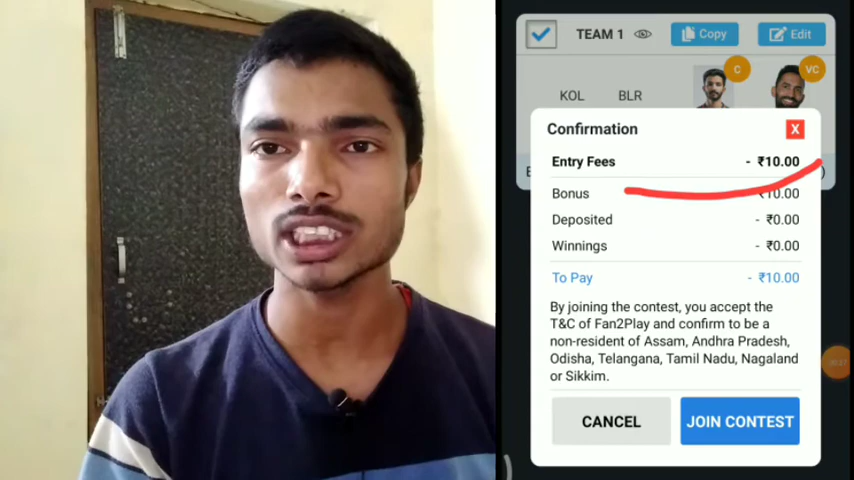 TEAM 1
Copy
Edit
C
VC
KOL BLR
Confirmation
X
Entry Fees - ₹10.00
Bonus - ₹10.00
Deposited - ₹0.00
Winnings - ₹0.00
To Pay - ₹10.00
By joining the contest, you accept the
T&C of Fan2Play and confirm to be a
non-resident of Assam, Andhra Pradesh,
Odisha, Telangana, Tamil Nadu, Nagaland
or Sikkim.
CANCEL
JOIN CONTEST